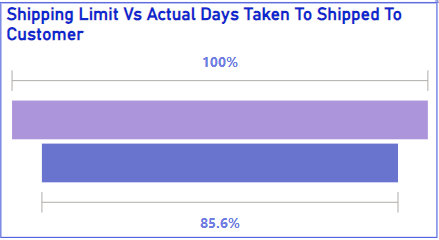 Shipping Limit Vs Actual Days Taken To Shipped To
Customer
100%
85.6%